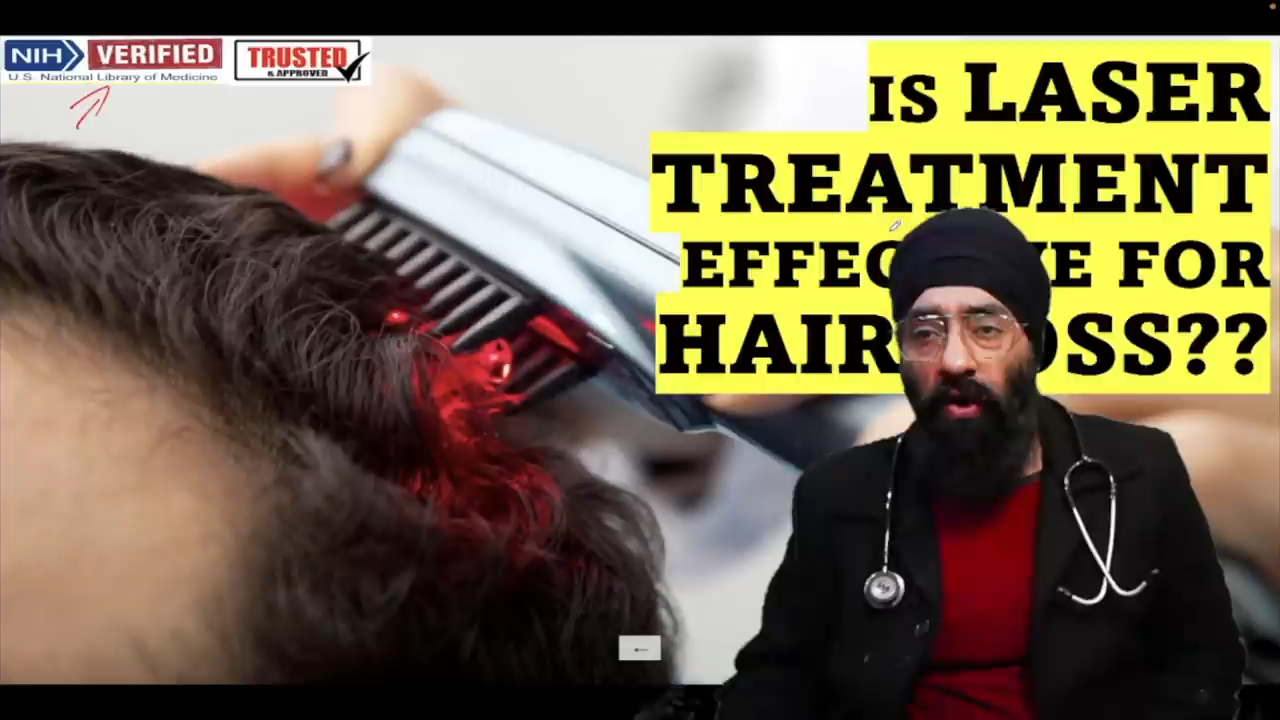 NIH VERIFIED
U.S. National Library of Medicine
TRUSTED
& APPROVED
IS LASER
TREATMENT
FOR
HAIR